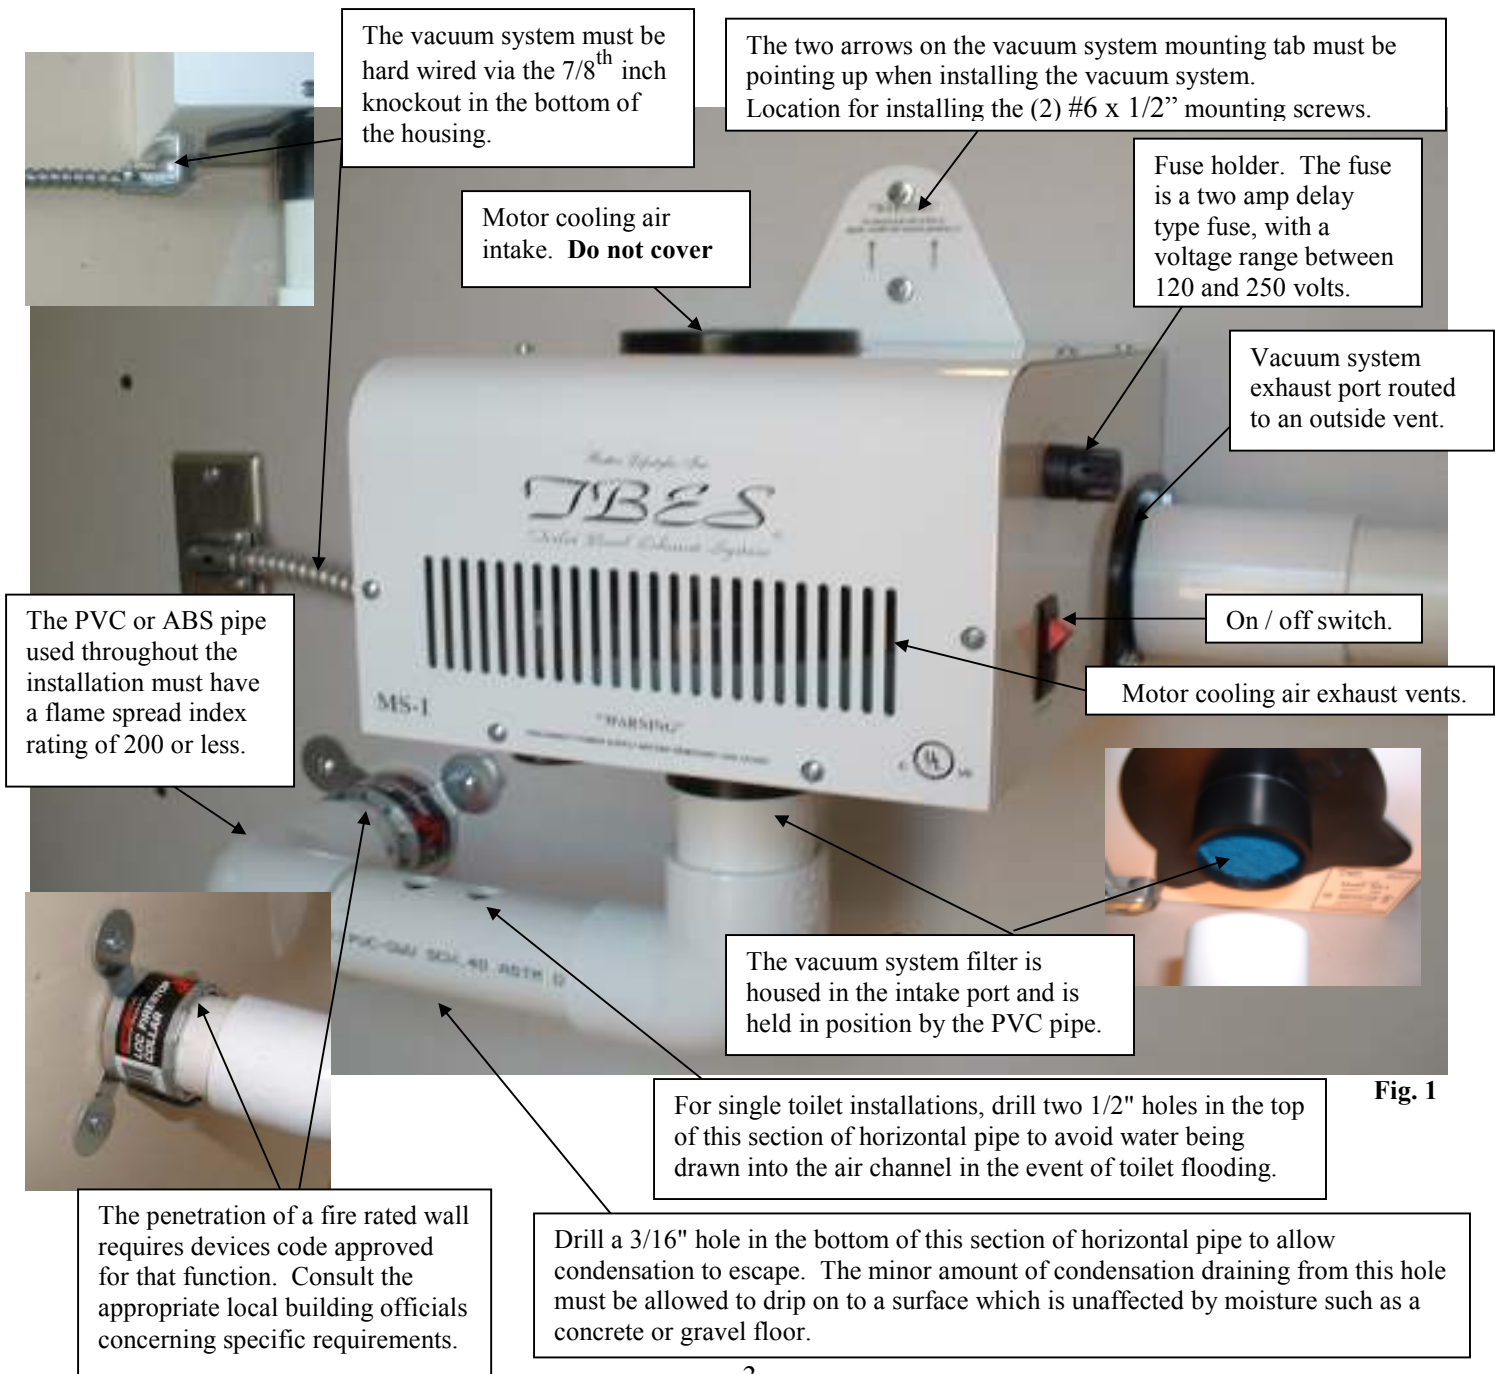 The vacuum system must be
hard wired via the 7/8th inch
knockout in the bottom of
the housing.
The two arrows on the vacuum system mounting tab must be
pointing up when installing the vacuum system.
Location for installing the (2) #6 x 1/2” mounting screws.
Motor cooling air
intake.  Do not cover
Fuse holder.  The fuse
is a two amp delay
type fuse, with a
voltage range between
120 and 250 volts.
Vacuum system
exhaust port routed
to an outside vent.
TBES
Toilet Bowl Exhaust System
MS-1
"WARNING"
UL
The PVC or ABS pipe
used throughout the
installation must have
a flame spread index
rating of 200 or less.
On / off switch.
Motor cooling air exhaust vents.
PVC-DWV SCH.40 ASTM D
LCC FIRESTOP
COLLAR
The vacuum system filter is
housed in the intake port and is
held in position by the PVC pipe.
Fig. 1
For single toilet installations, drill two 1/2" holes in the top
of this section of horizontal pipe to avoid water being
drawn into the air channel in the event of toilet flooding.
The penetration of a fire rated wall
requires devices code approved
for that function.  Consult the
appropriate local building officials
concerning specific requirements.
Drill a 3/16" hole in the bottom of this section of horizontal pipe to allow
condensation to escape.  The minor amount of condensation draining from this hole
must be allowed to drip on to a surface which is unaffected by moisture such as a
concrete or gravel floor.